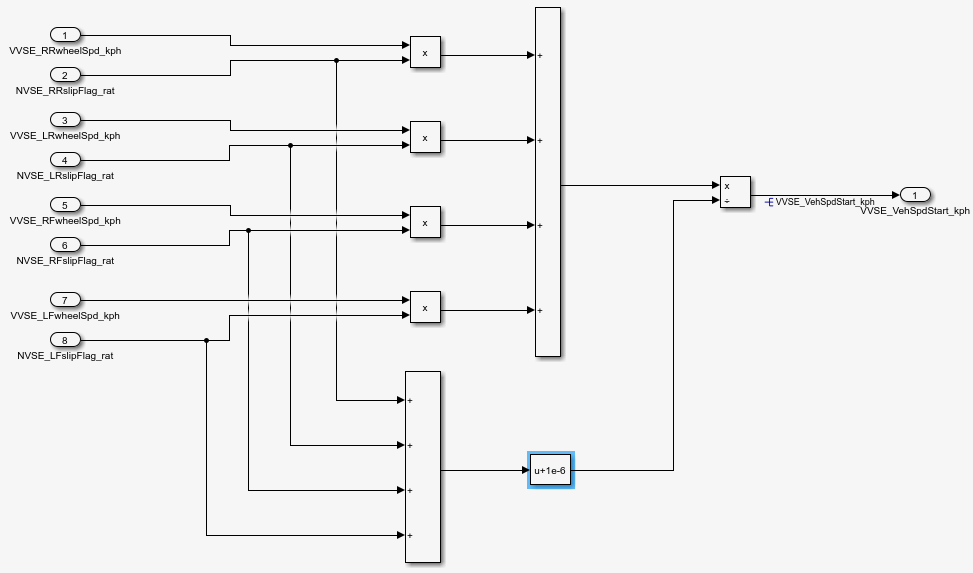 1
VVSE_RRwheelSpd_kph
2
NVSE_RRslipFlag_rat
3
VVSE_LRwheelSpd_kph
4
NVSE_LRslipFlag_rat
5
VVSE_RFwheelSpd_kph
6
NVSE_RFslipFlag_rat
7
VVSE_LFwheelSpd_kph
8
NVSE_LFslipFlag_rat
x
x
x
x
+
+
+
+
+
+
+
+
u+1e-6
x
÷
VVSE_VehSpdStart_kph
1
VVSE_VehSpdStart_kph